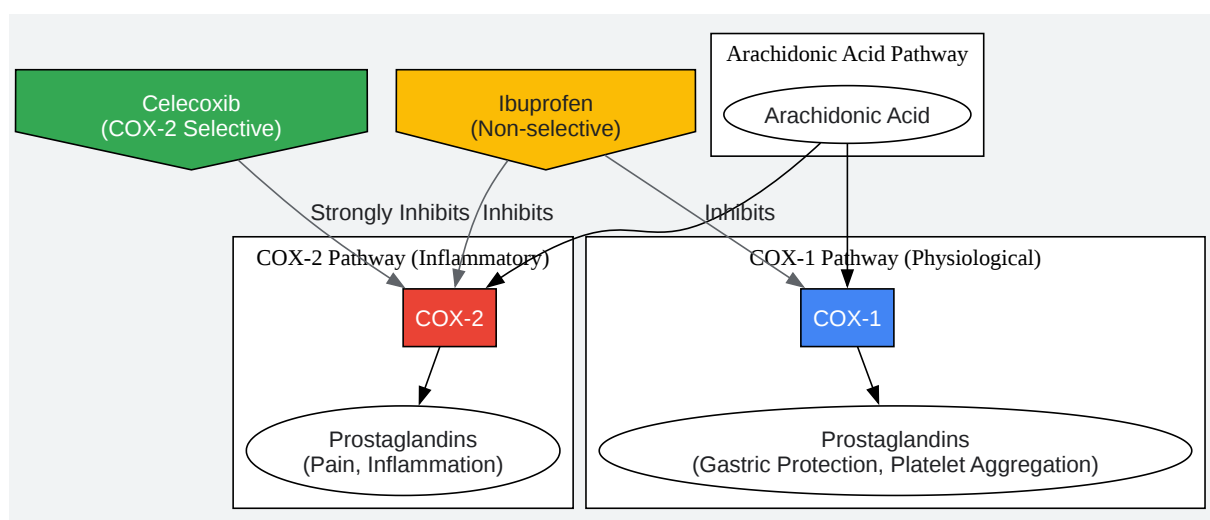 Arachidonic Acid Pathway
Celecoxib
(COX-2 Selective)
Ibuprofen
(Non-selective)
Arachidonic Acid
Strongly Inhibits
Inhibits
Inhibits
COX-2 Pathway (Inflammatory)
COX-1 Pathway (Physiological)
COX-2
COX-1
Prostaglandins
(Pain, Inflammation)
Prostaglandins
(Gastric Protection, Platelet Aggregation)